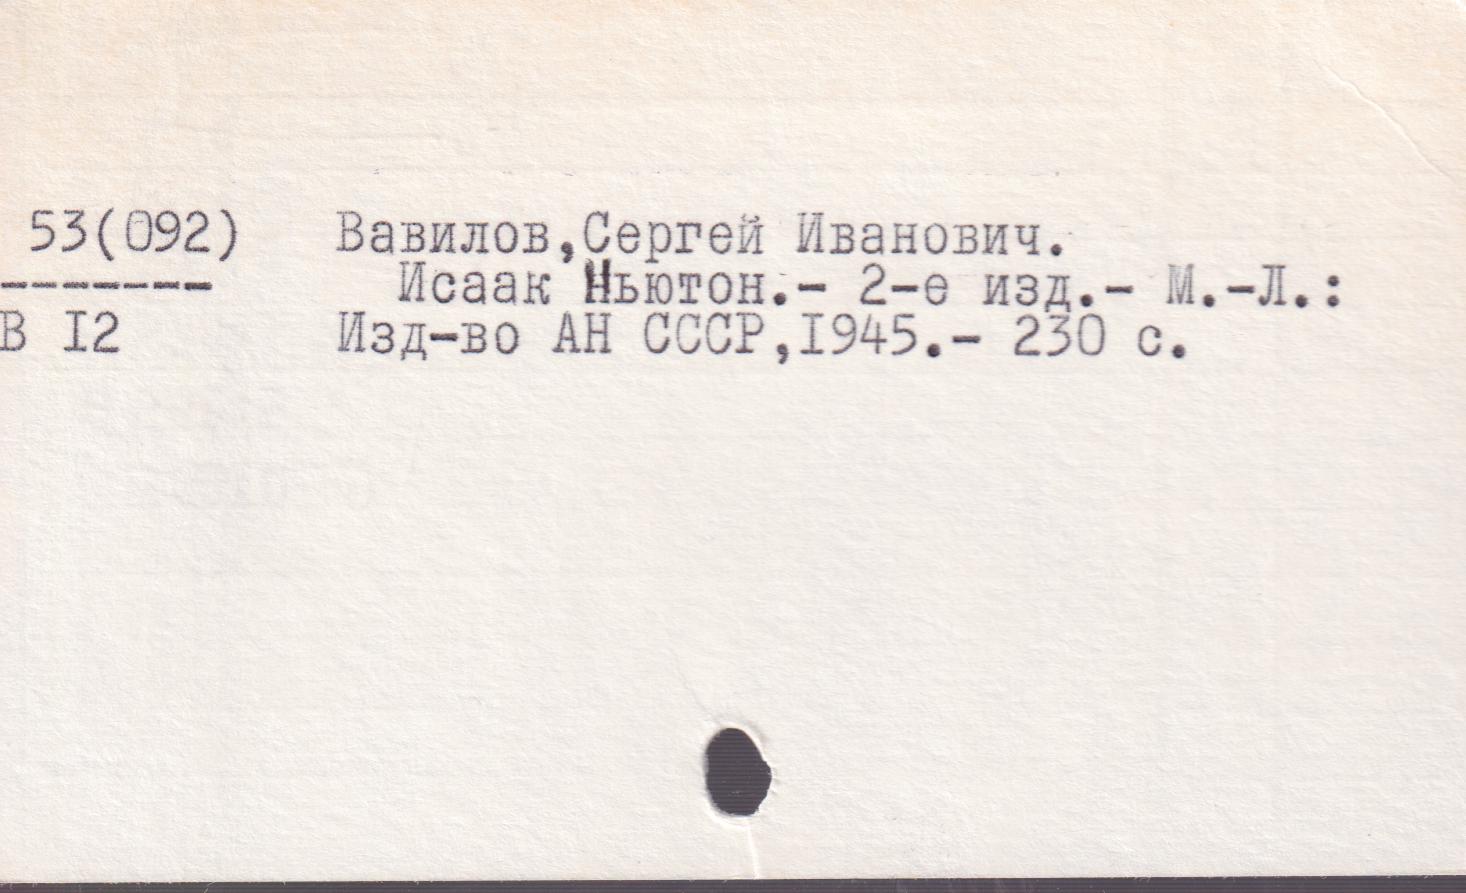 53(092) Вавилов,Сергей Иванович.
------- Исаак Ньютон.- 2-е изд.- М.-Л.:
В I2 Изд-во АН СССР,I945.- 230 с.